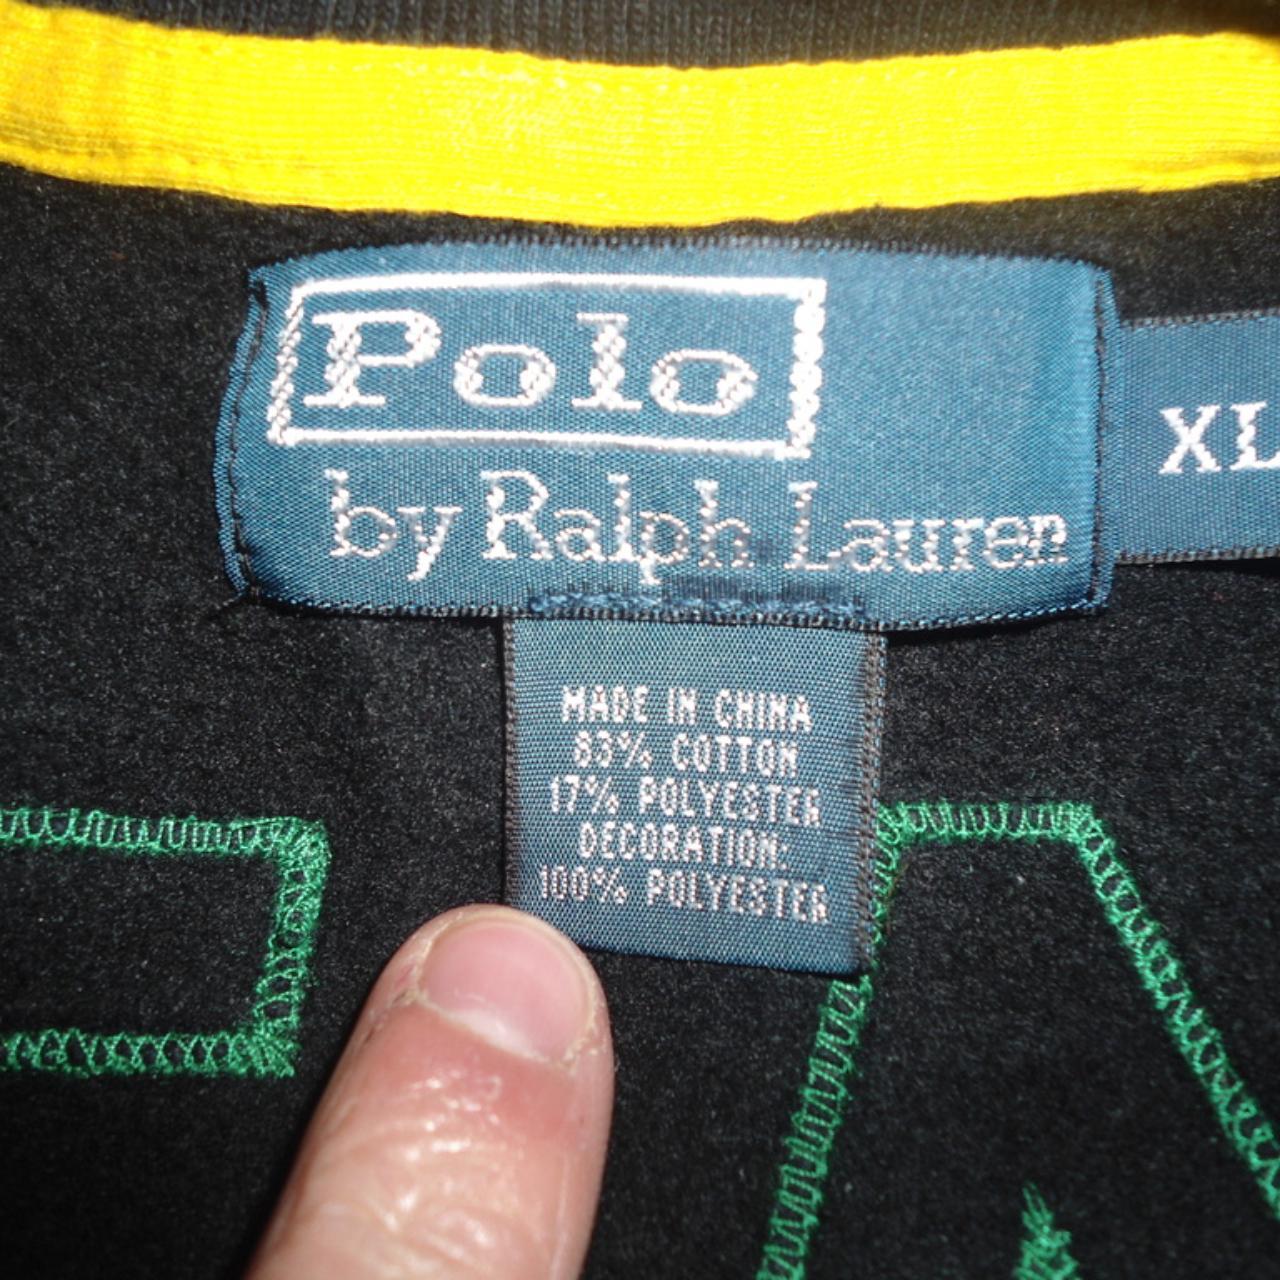 Polo
by Ralph Lauren
XL
MADE IN CHINA
83% COTTON
17% POLYESTER
DECORATION:
100% POLYESTER